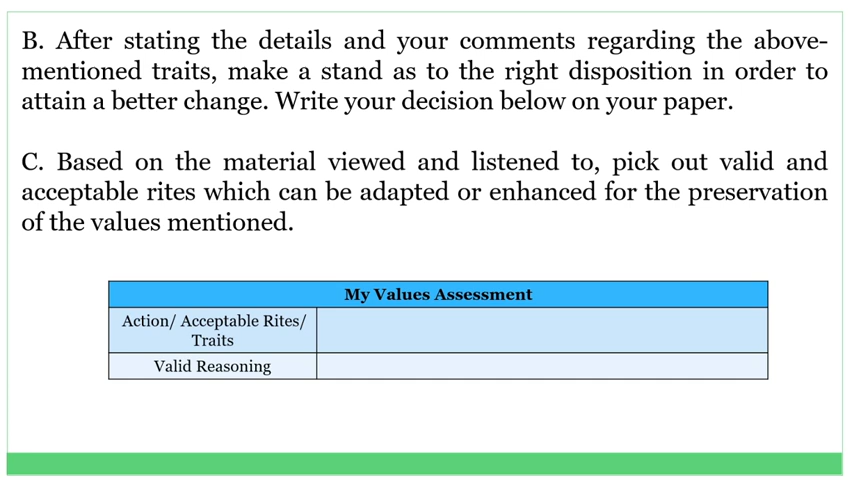 B. After stating the details and your comments regarding the above-
mentioned traits, make a stand as to the right disposition in order to
attain a better change. Write your decision below on your paper.
C. Based on the material viewed and listened to, pick out valid and
acceptable rites which can be adapted or enhanced for the preservation
of the values mentioned.
My Values Assessment
Action/ Acceptable Rites/
Traits
Valid Reasoning